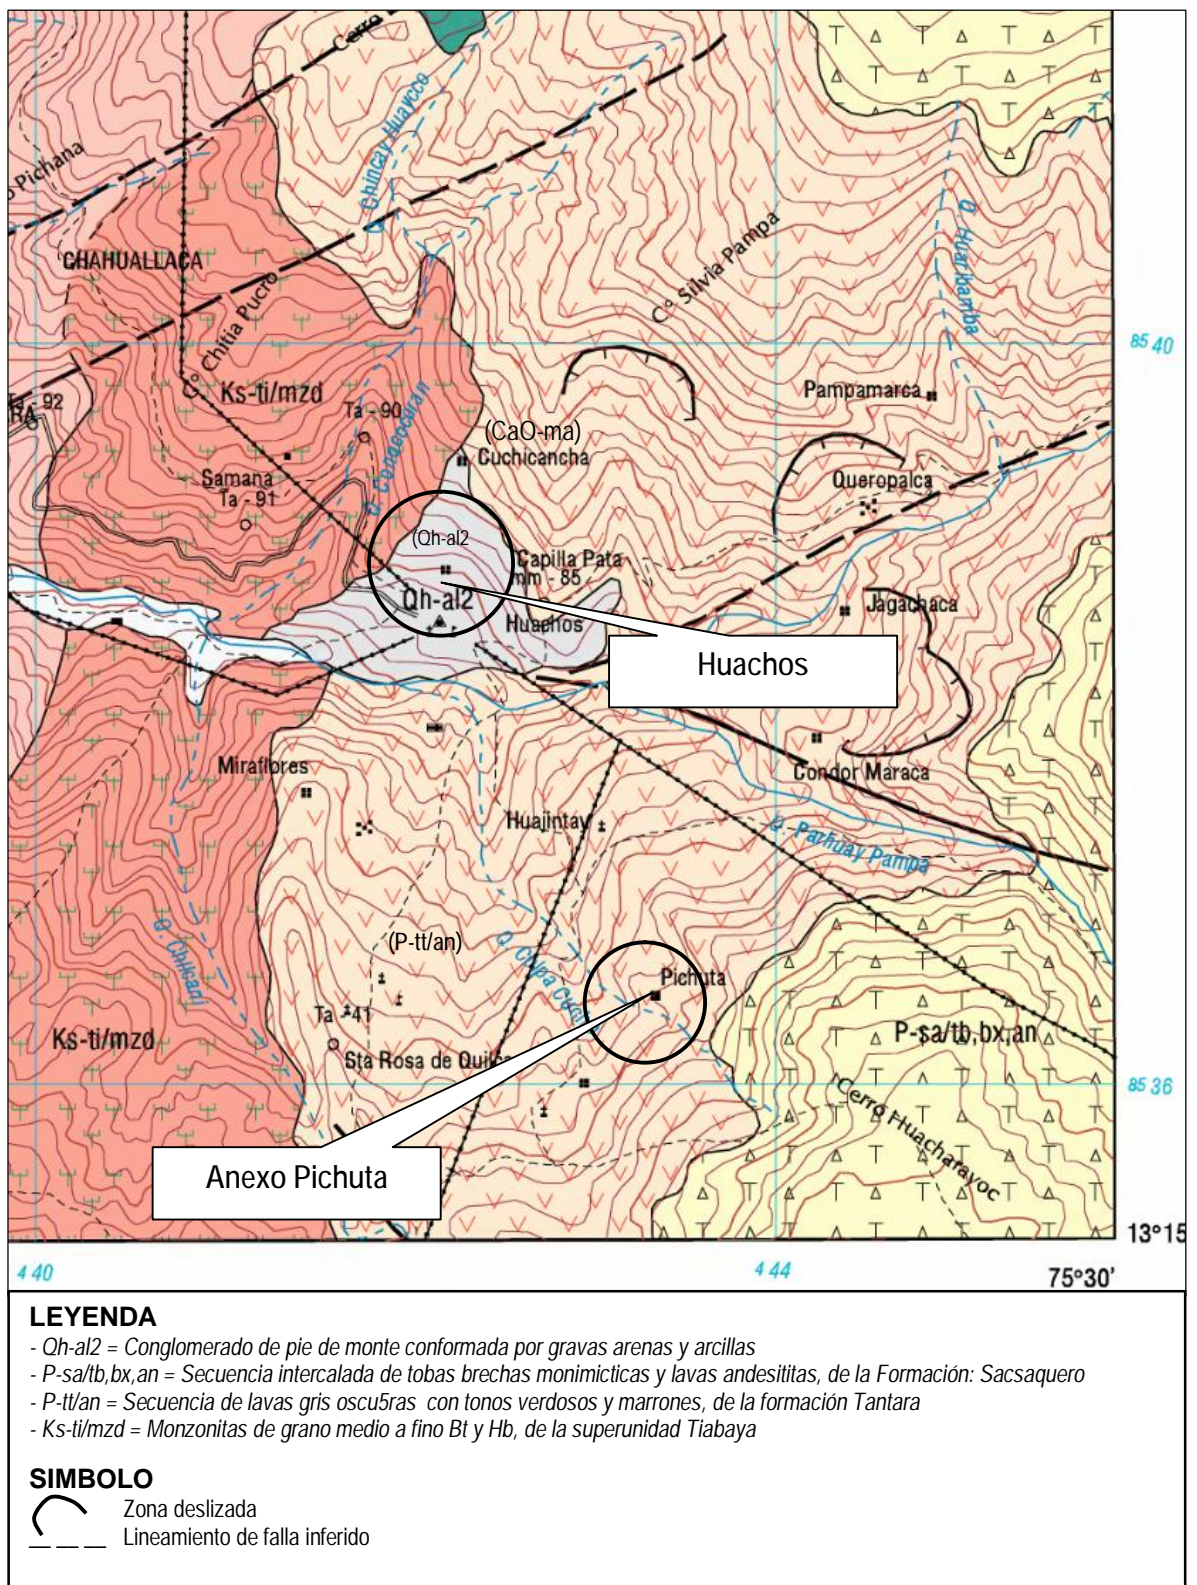 Cerro
Chincay Huaycco
o Pichana
CHAHUALLACA
C° Chitia Pucro
C° Silvia Pampa
Q. Huaribamba
85 40
Ks-ti/mzd
Ta - 92
RA
Ta - 90
Pampamarca
(CaO-ma)
Cuchicancha
Samana
Ta - 91
Queropalca
(Qh-al2
Capilla Pata
mm - 85
Qh-al2
Huachos
Jagachaca
Huachos
Miraflores
Condor Maraca
Huajintay
Q. Parhuay Pampa
(P-tt/an)
Q. Chilcani
Pichuta
Ta - 41
P-sa/tb,bx,an
Ks-ti/mzd
Sta Rosa de
85 36
Cerro Huacharayoc
Anexo Pichuta
13°15
4 40
4 44
75°30'
LEYENDA
- Qh-al2 = Conglomerado de pie de monte conformada por gravas arenas y arcillas
- P-sa/tb,bx,an = Secuencia intercalada de tobas brechas monimicticas y lavas andesititas, de la Formación: Sacsaquero
- P-tt/an = Secuencia de lavas gris oscu5ras con tonos verdosos y marrones, de la formación Tantara
- Ks-ti/mzd = Monzonitas de grano medio a fino Bt y Hb, de la superunidad Tiabaya
SIMBOLO
Zona deslizada
Lineamiento de falla inferido